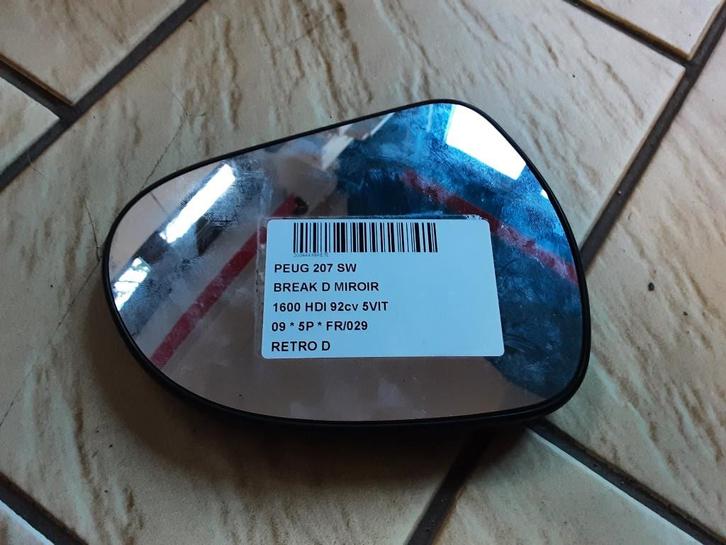 PEUG 207 SW
BREAK D MIROIR
1600 HDI 92cv 5VIT
09 * 5P * FR/029
RETRO D